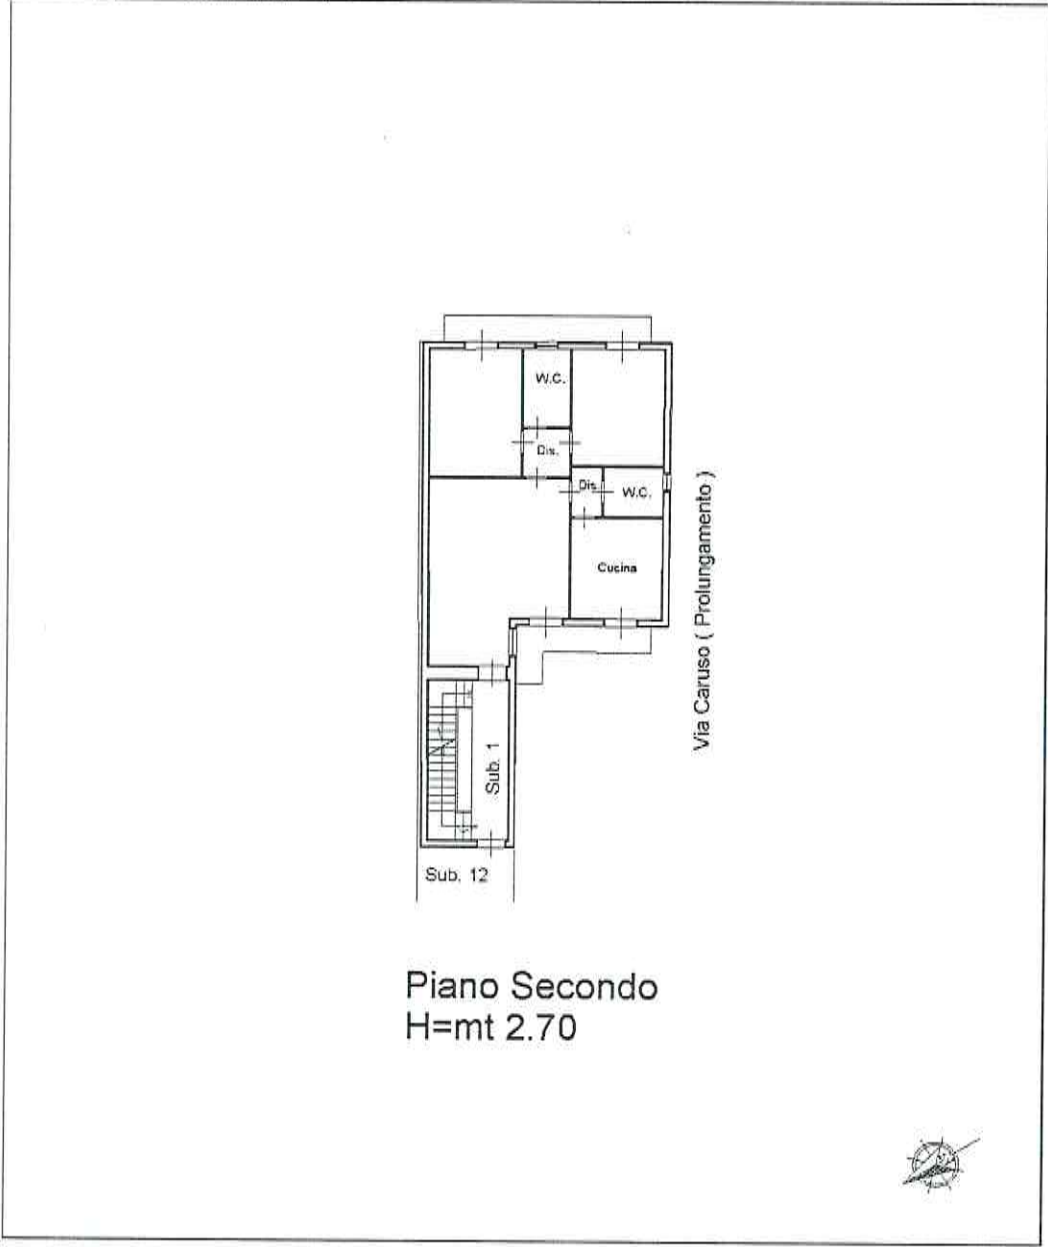 W.C.
Dis.
Dis
W.C.
Cucina
Via Caruso ( Prolungamento )
Sub. 1
Sub. 12
Piano Secondo
H=mt 2.70